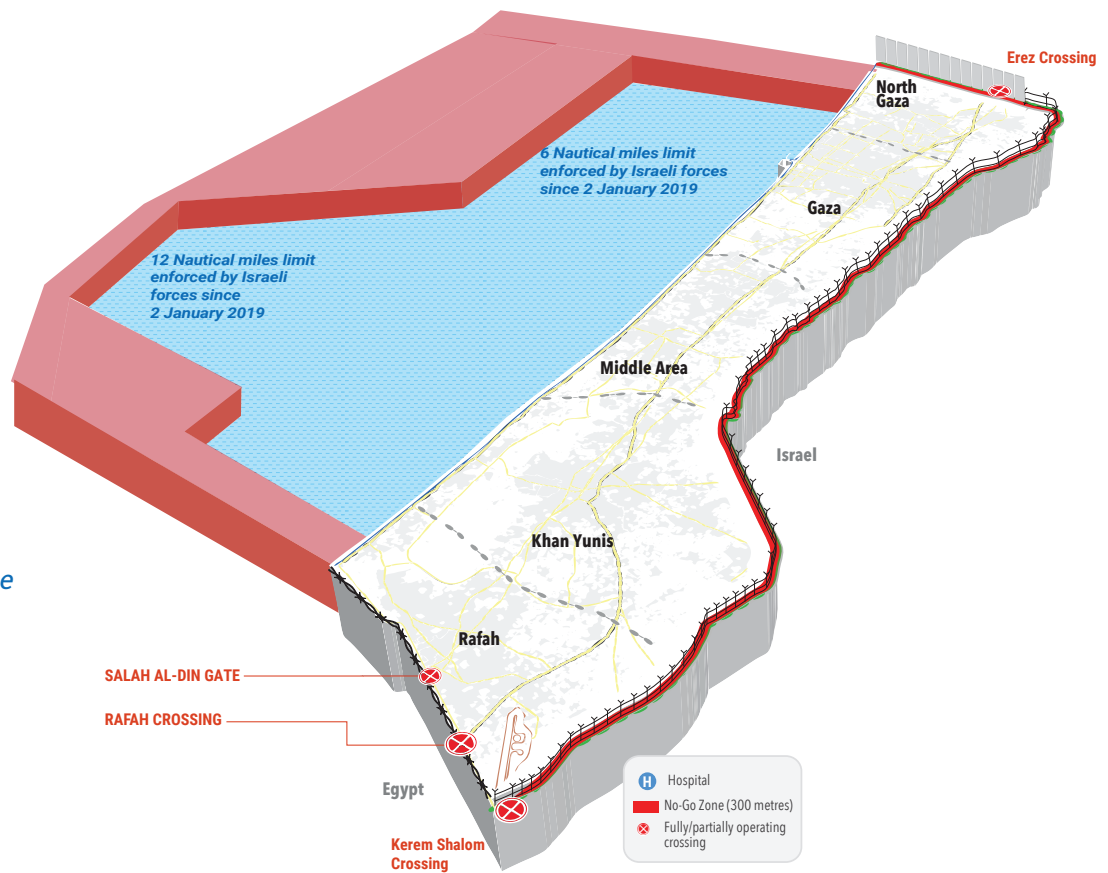 Erez Crossing
North
Gaza
6 Nautical miles limit
enforced by Israeli forces
since 2 January 2019
Gaza
12 Nautical miles limit
enforced by Israeli
forces since
2 January 2019
Middle Area
Israel
Khan Yunis
e
Rafah
SALAH AL-DIN GATE
RAFAH CROSSING
Egypt
H Hospital
No-Go Zone (300 metres)
Fully/partially operating
crossing
Kerem Shalom
Crossing